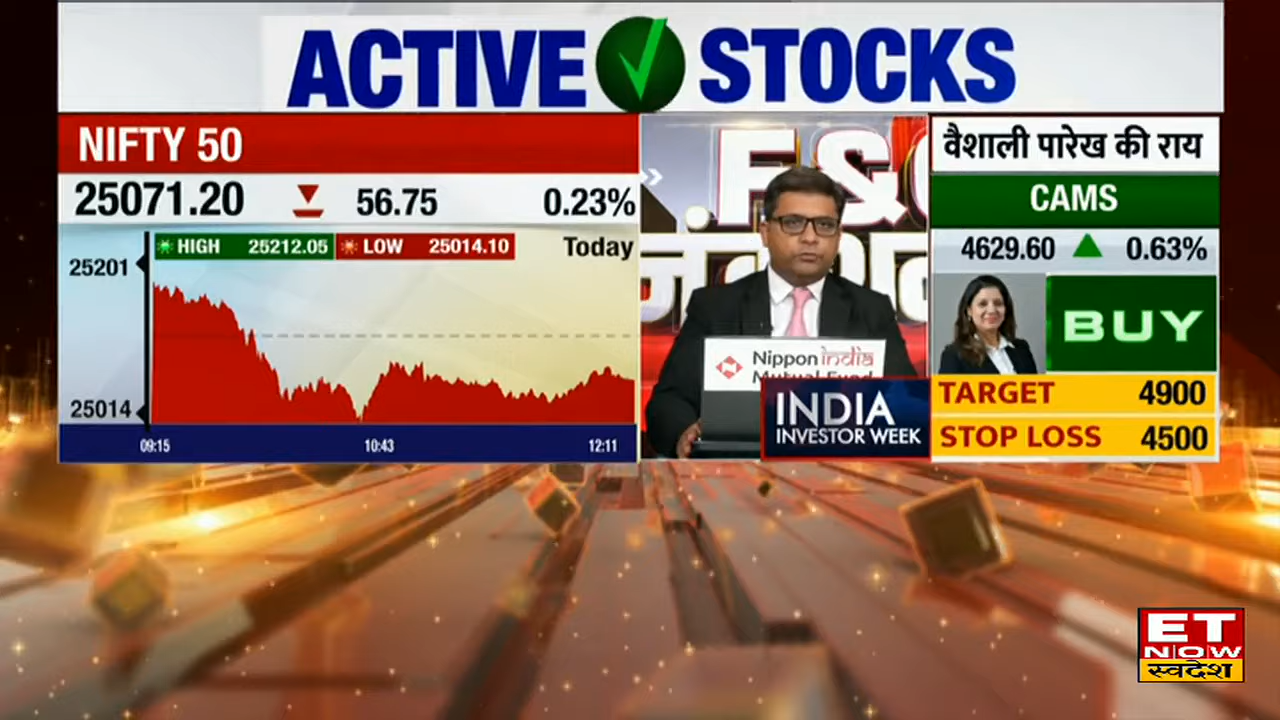 ACTIVE STOCKS
NIFTY 50
25071.20 56.75 0.23%
HIGH 25212.05 LOW 25014.10 Today
25201
25014
09:15 10:43 12:11
F&
Nippon india
Mutual Fund
INDIA
INVESTOR WEEK
वैशाली पारेख की राय
CAMS
4629.60 0.63%
BUY
TARGET 4900
STOP LOSS 4500
ET
NOW
स्वदेश